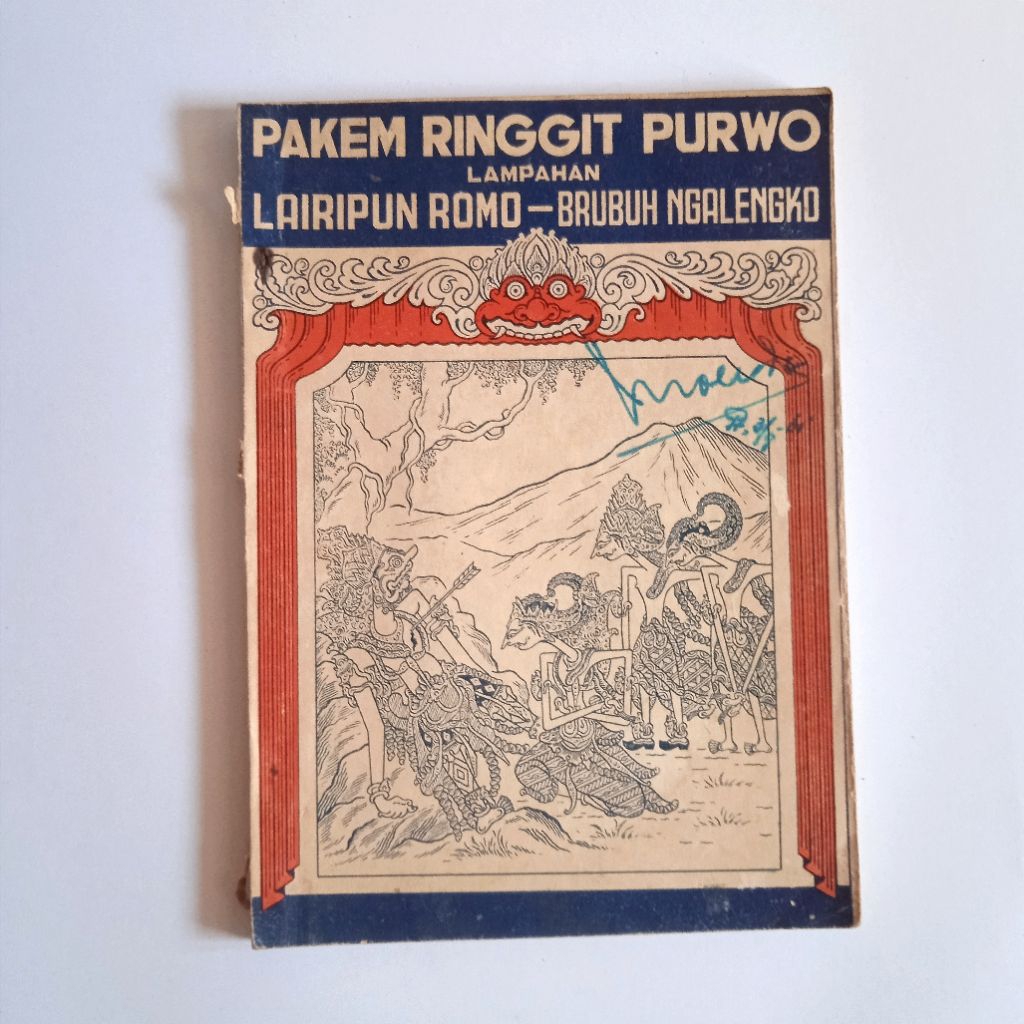 PAKEM RINGGIT PURWO
LAMPAHAN
LAIRIPUN ROMO – BRUBUH NGALENGKO